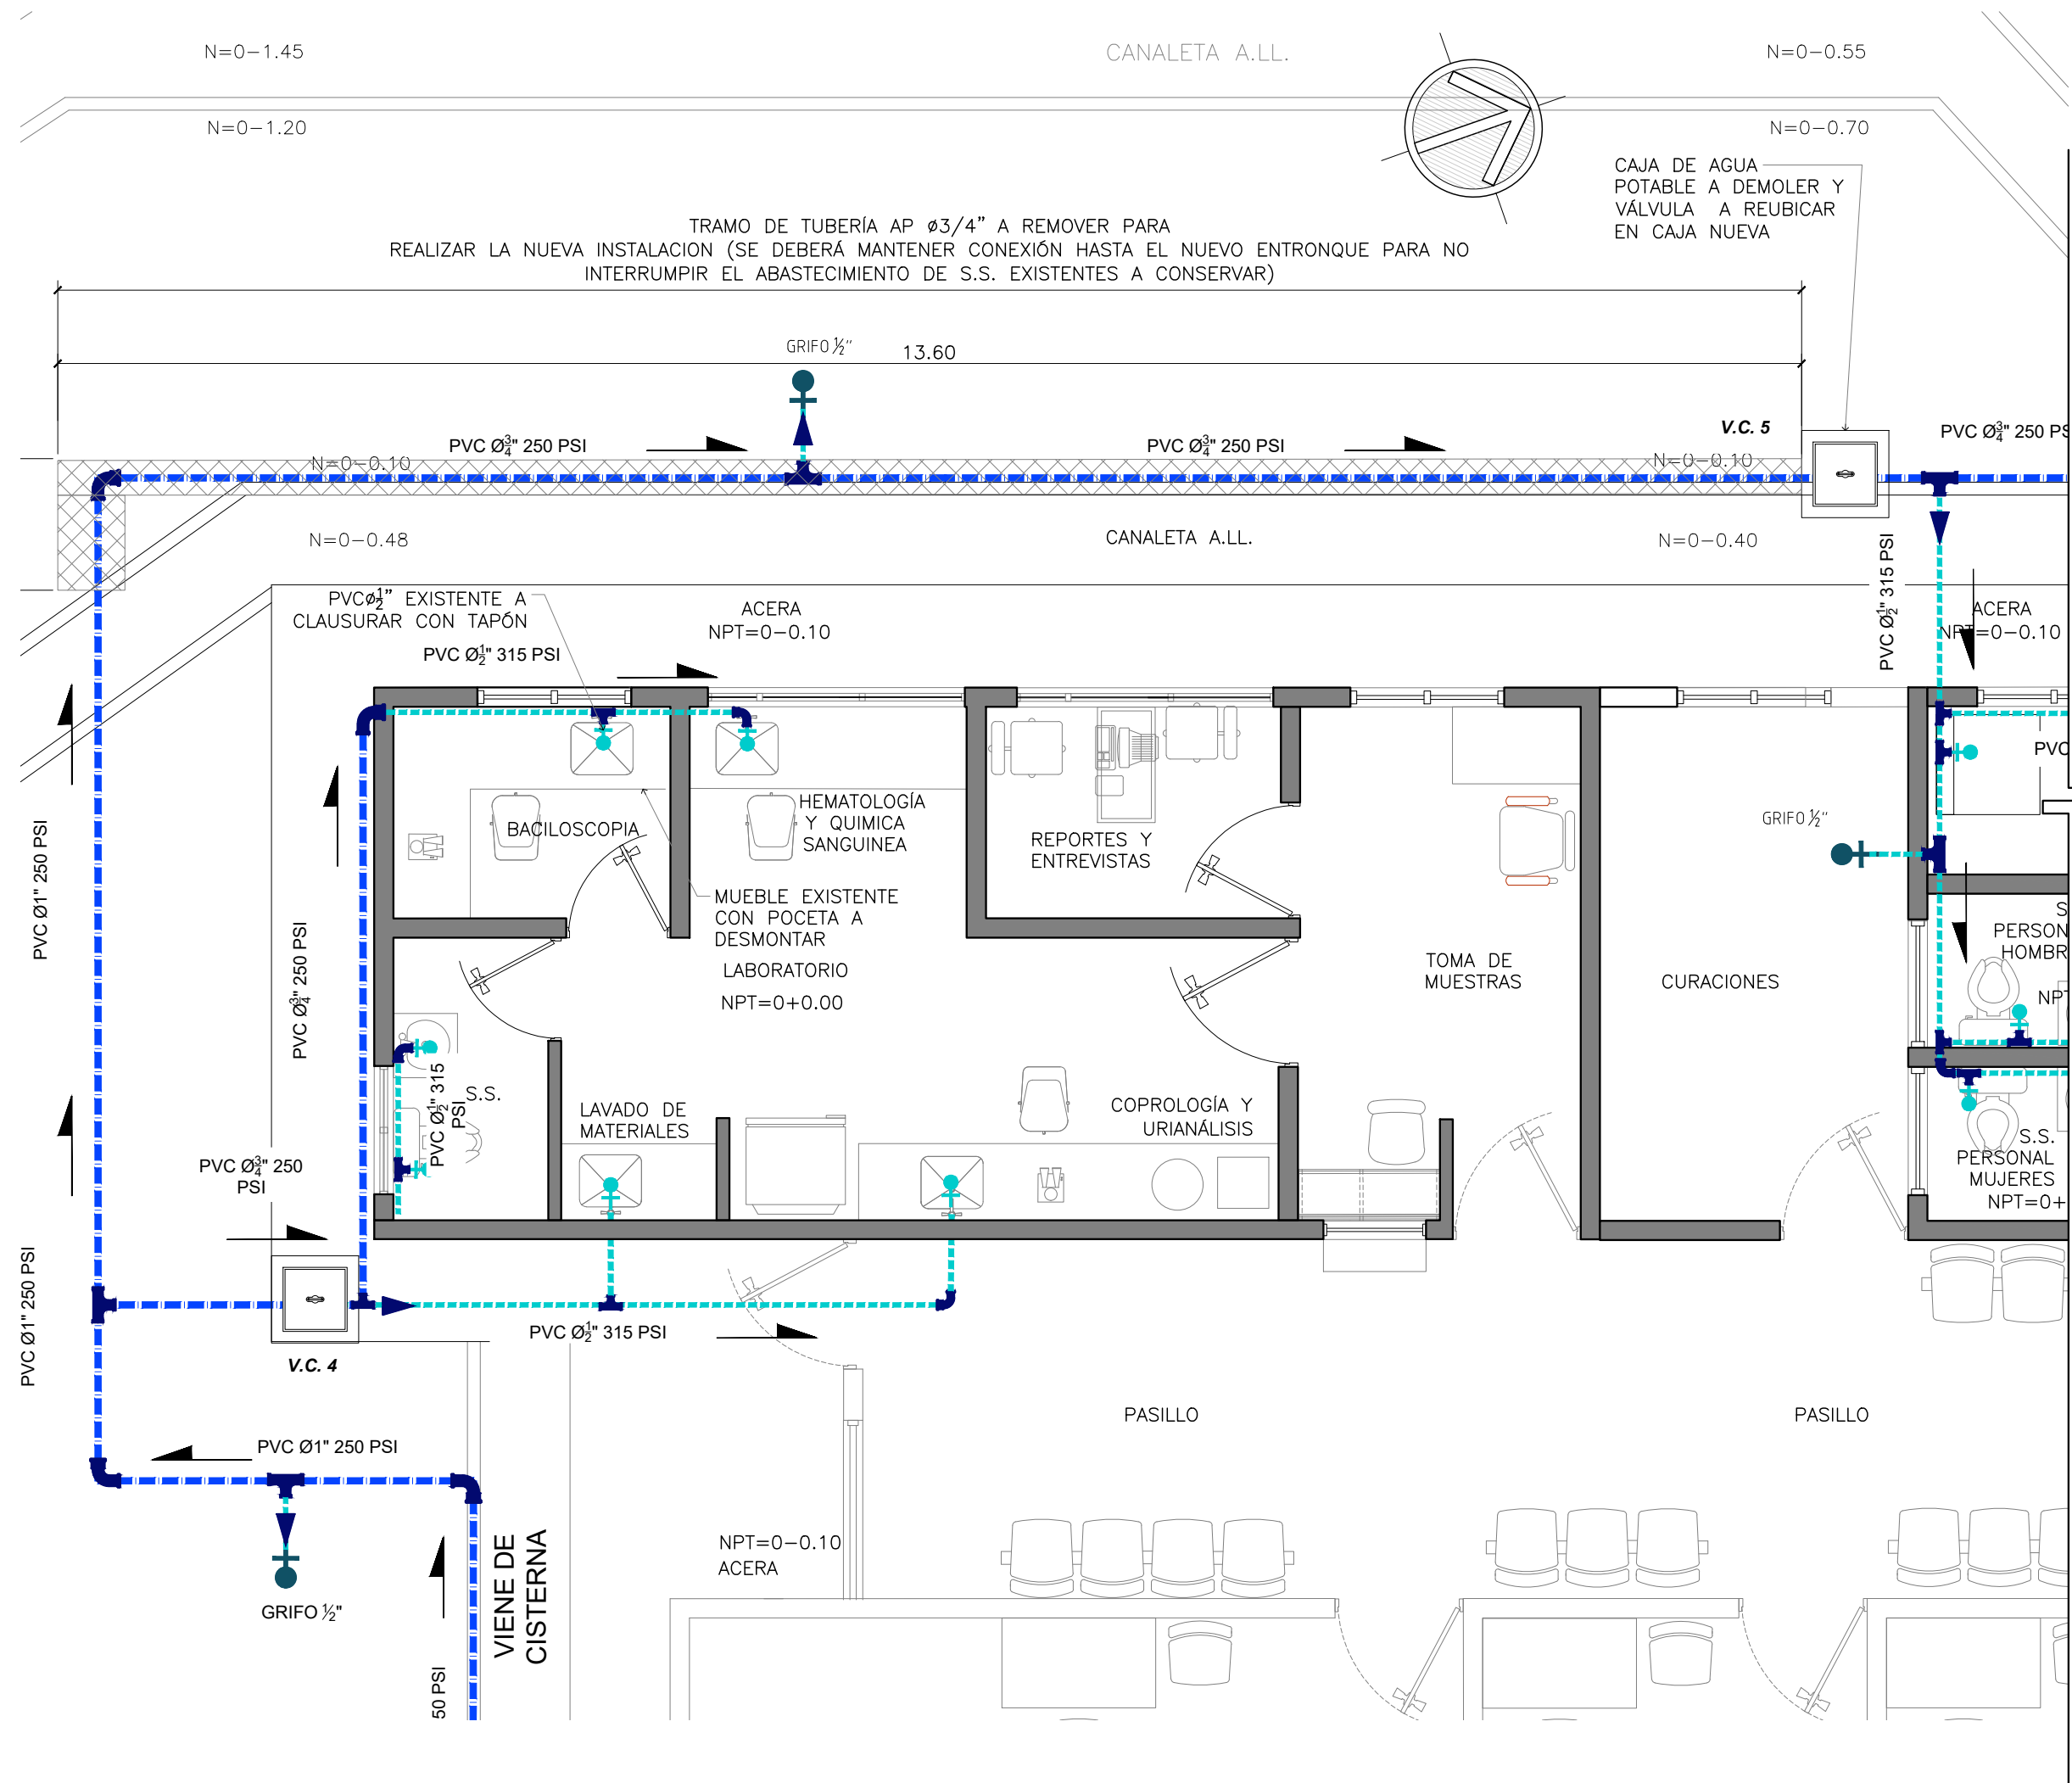 N=0-1.45
CANALETA A.LL.
N=0-0.55
N=0-1.20
N=0-0.70
CAJA DE AGUA
POTABLE A DEMOLER Y
VÁLVULA A REUBICAR
EN CAJA NUEVA
TRAMO DE TUBERÍA AP ø3/4" A REMOVER PARA
REALIZAR LA NUEVA INSTALACION (SE DEBERÁ MANTENER CONEXIÓN HASTA EL NUEVO ENTRONQUE PARA NO
INTERRUMPIR EL ABASTECIMIENTO DE S.S. EXISTENTES A CONSERVAR)
GRIFO ½"
13.60
V.C. 5
PVC Ø¾" 250 PSI
PVC Ø¾" 250 PSI
PVC Ø¾" 250 PS
N=0-0.10
N=0-0.10
N=0-0.48
CANALETA A.LL.
N=0-0.40
PVC Ø½" 315 PSI
PVCø½" EXISTENTE A
CLAUSURAR CON TAPÓN
ACERA
NPT=0-0.10
ACERA
NPT=0-0.10
PVC Ø½" 315 PSI
PVC
HEMATOLOGÍA
Y QUIMICA
SANGUINEA
BACILOSCOPIA
REPORTES Y
ENTREVISTAS
GRIFO ½"
PVC Ø1" 250 PSI
PVC Ø¾" 250 PSI
MUEBLE EXISTENTE
CON POCETA A
DESMONTAR
LABORATORIO
NPT=0+0.00
TOMA DE
MUESTRAS
CURACIONES
S
PERSON
HOMBR
NPT
S.S.
PVC Ø½" 315
PSI
LAVADO DE
MATERIALES
COPROLOGÍA Y
URIANÁLISIS
S.S.
PERSONAL
MUJERES
NPT=0+
PVC Ø¾" 250
PSI
PVC Ø1" 250 PSI
V.C. 4
PVC Ø½" 315 PSI
PASILLO
PASILLO
PVC Ø1" 250 PSI
GRIFO ½"
VIENE DE
CISTERNA
50 PSI
NPT=0-0.10
ACERA